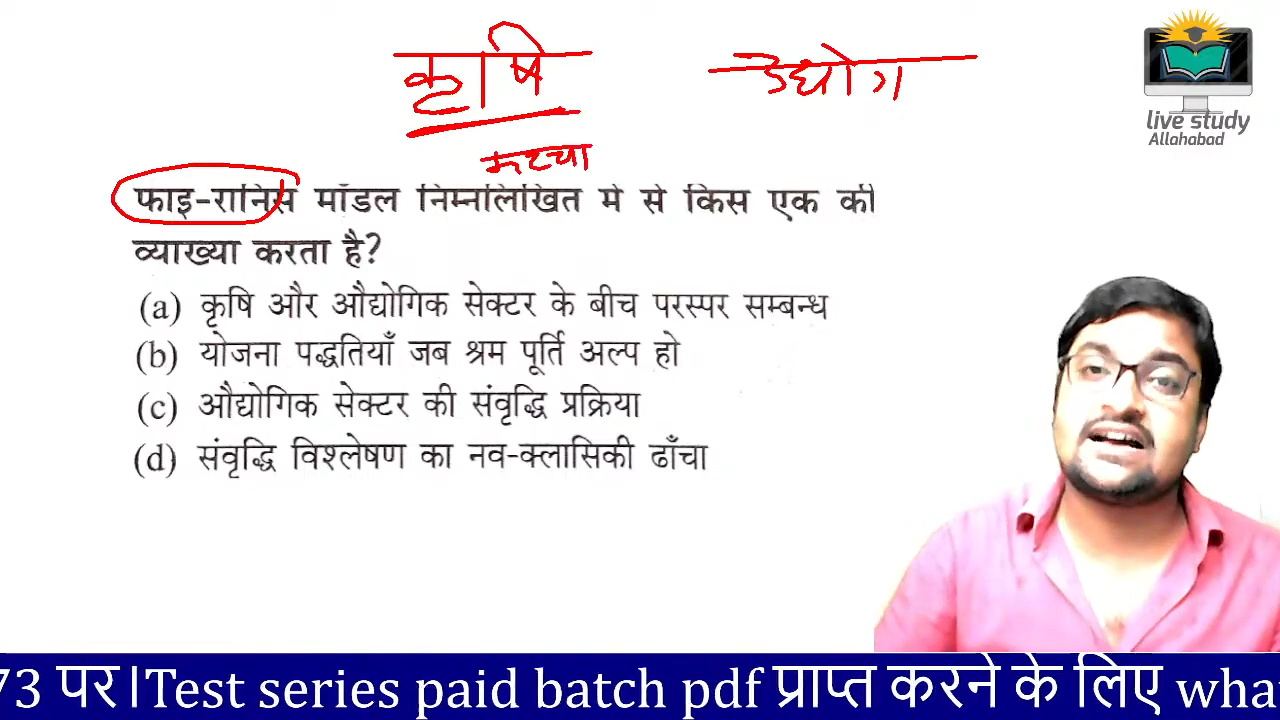 कृषि उद्योग
live study
Allahabad
कच्चा
फाइ-रानिस मॉडल निम्नलिखित में से किस एक की
व्याख्या करता है?
(a) कृषि और औद्योगिक सेक्टर के बीच परस्पर सम्बन्ध
(b) योजना पद्धतियाँ जब श्रम पूर्ति अल्प हो
(c) औद्योगिक सेक्टर की संवृद्धि प्रक्रिया
(d) संवृद्धि विश्लेषण का नव-क्लासिकी ढाँचा
73 पर।Test series paid batch pdf प्राप्त करने के लिए wha